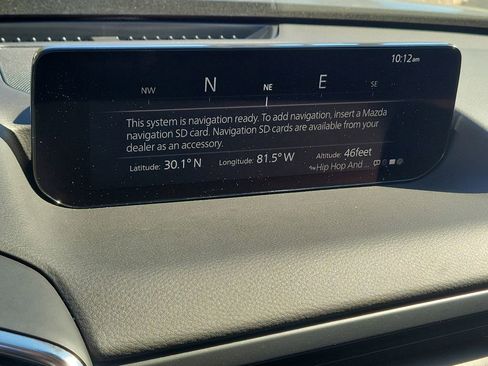 10:12am
NW N NE E SE
This system is navigation ready. To add navigation, insert a Mazda
navigation SD card. Navigation SD cards are available from your
dealer as an accessory.
Latitude: 30.1° N Longitude: 81.5° W Altitude: 46feet
Hip Hop And ...